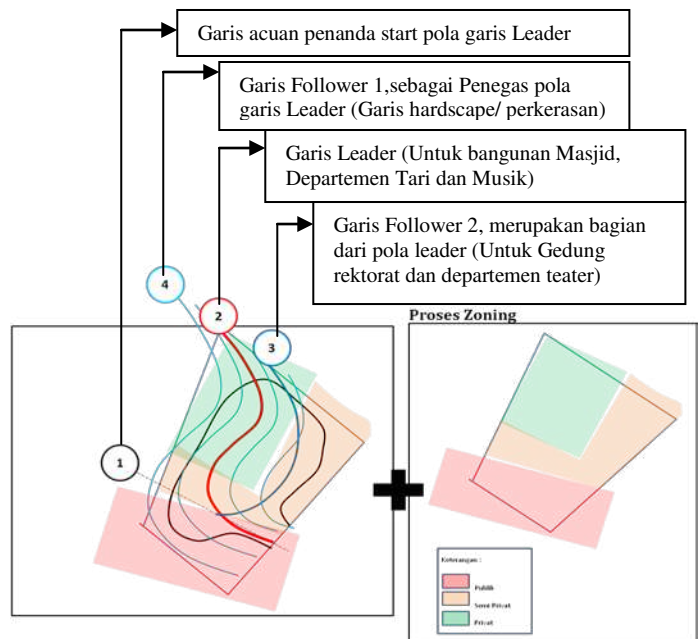 Garis acuan penanda start pola garis Leader
Garis Follower 1,sebagai Penegas pola
garis Leader (Garis hardscape/ perkerasan)
Garis Leader (Untuk bangunan Masjid,
Departemen Tari dan Musik)
Garis Follower 2, merupakan bagian
dari pola leader (Untuk Gedung
rektorat dan departemen teater)
4
2
3
1
Proses Zoning
Keterangan :
Publik
Semi Privat
Privat